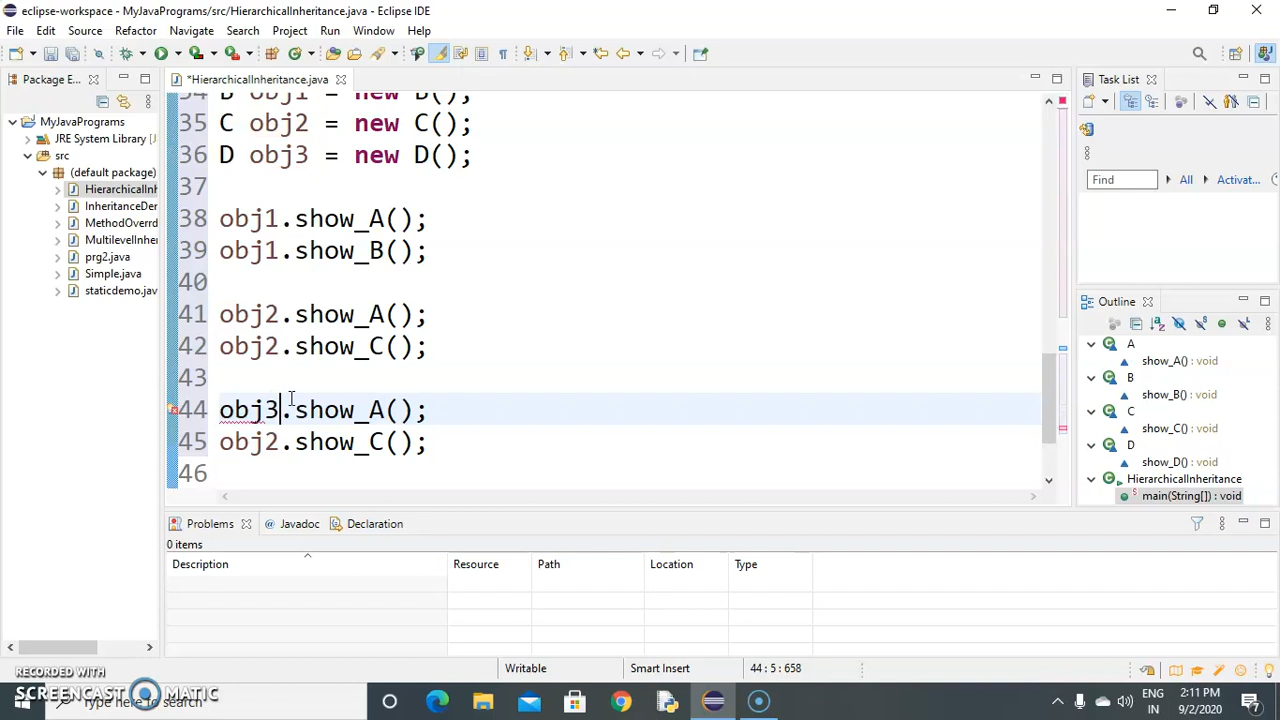 eclipse-workspace - MyJavaPrograms/src/HierarchicalInheritance.java - Eclipse IDE
File Edit Source Refactor Navigate Search Project Run Window Help
Package E...
*HierarchicalInheritance.java
Task List
MyJavaPrograms
JRE System Library [J
src
(default package)
HierarchicalInh
InheritanceDer
MethodOverrd
MultilevelInher
prg2.java
Simple.java
staticdemo.jav
34 B obj1 = new B();
35 C obj2 = new C();
36 D obj3 = new D();
37
38 obj1.show_A();
39 obj1.show_B();
40
41 obj2.show_A();
42 obj2.show_C();
43
44 obj3.show_A();
45 obj2.show_C();
46
Find All Activat...
Outline
A
show_A() : void
B
show_B() : void
C
show_C() : void
D
show_D() : void
HierarchicalInheritance
main(String[]) : void
Problems Javadoc Declaration
0 items
Description Resource Path Location Type
Writable Smart Insert 44 : 5 : 658
RECORDED WITH
SCREENCAST MATIC
Type here to search
ENG
IN
2:11 PM
9/2/2020
7